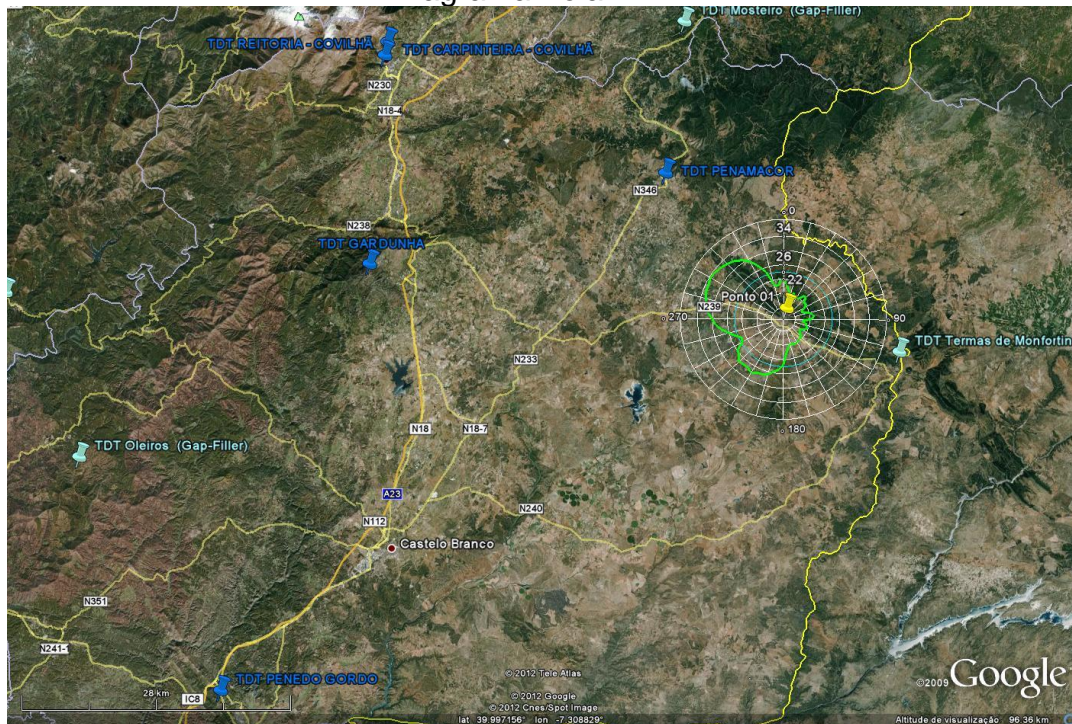 TDT Mosteiro (Gap-Filler)
TDT REITORIA - COVILHÃ
TDT CARPINTEIRA - COVILHÃ
N230
N18-4
TDT PENAMACOR
N346
0
N238
34
TDT GARDUNHA
26
22
Ponto 01
N239
270
90
TDT Termas de Monfortin
N233
180
N18
N18-7
TDT Oleiros (Gap-Filler)
A23
N240
N112
Castelo Branco
N351
N241-1
TDT PENEDO GORDO
28 km
IC8
© 2012 Tele Atlas
© 2012 Google
© 2012 Cnes/Spot Image
©2009 Google
lat 39.997156° lon -7.308829°
Altitude de visualização 96.36 km